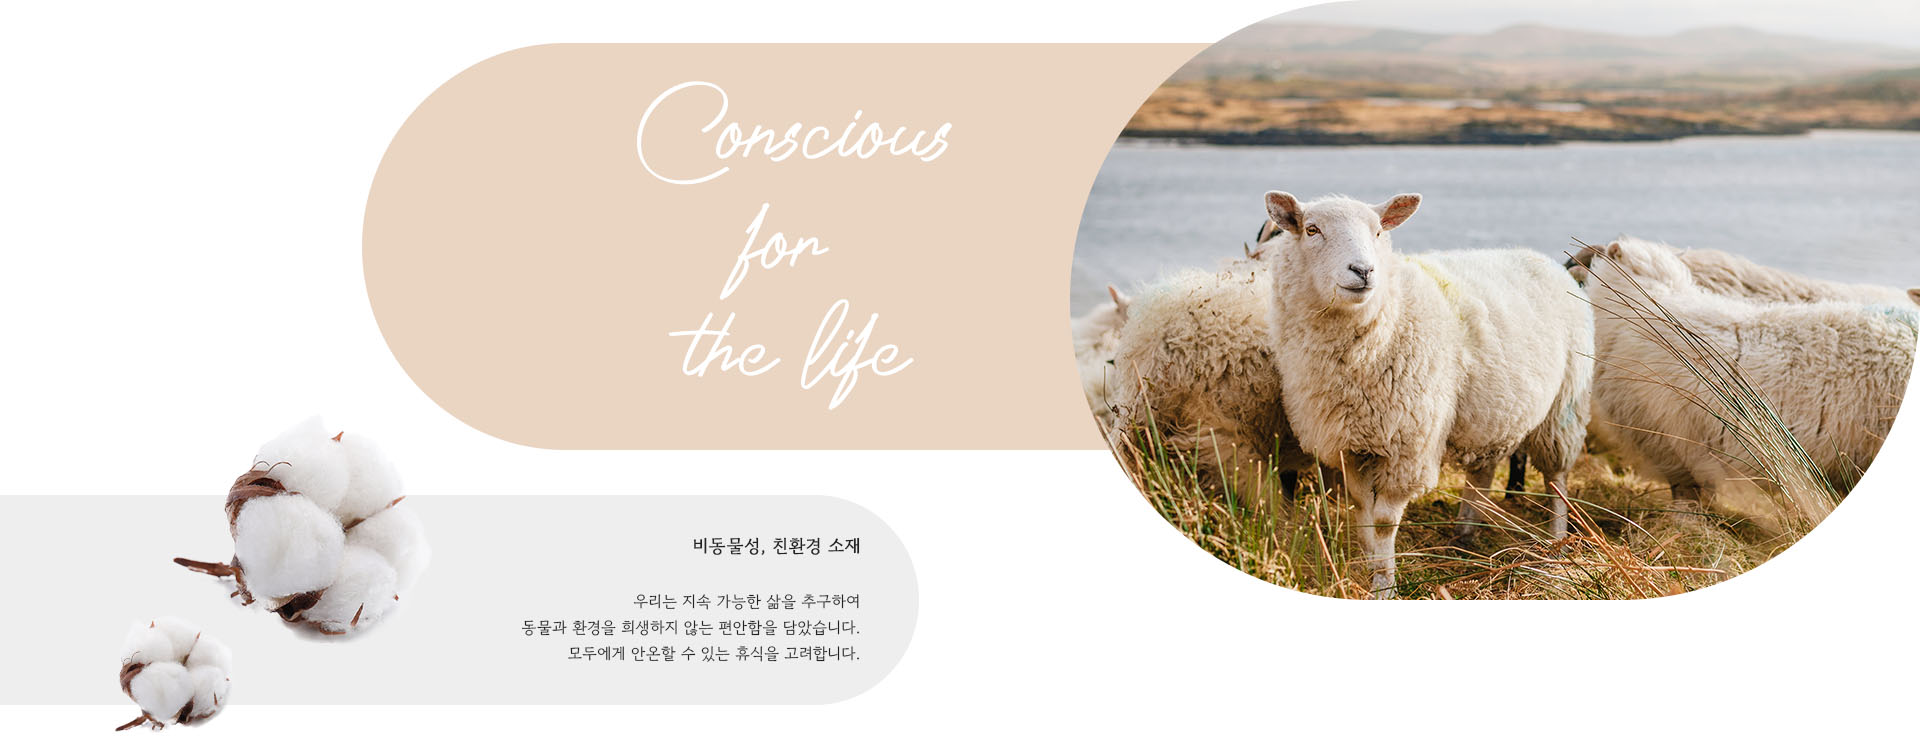 Conscious
for
the life
비동물성, 친환경 소재
우리는 지속 가능한 삶을 추구하여
동물과 환경을 희생하지 않는 편안함을 담았습니다.
모두에게 안온할 수 있는 휴식을 고려합니다.